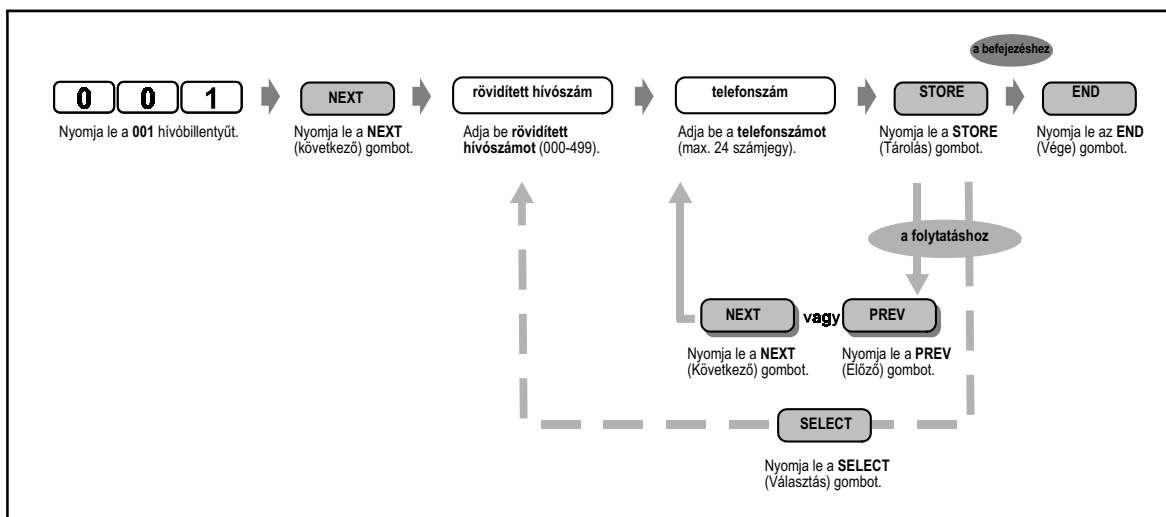 a befejezéshez
0 0 1
NEXT
rövidített hívószám
telefonszám
STORE
END
Nyomja le a 001 hívóbillentyűt.
Nyomja le a NEXT
(következő) gombot.
Adja be rövidített
hívószámot (000-499).
Adja be a telefonszámot
(max. 24 számjegy).
Nyomja le a STORE
(Tárolás) gombot.
Nyomja le az END
(Vége) gombot.
a folytatáshoz
NEXT vagy PREV
Nyomja le a NEXT
(Következő) gombot.
Nyomja le a PREV
(Előző) gombot.
SELECT
Nyomja le a SELECT
(Választás) gombot.